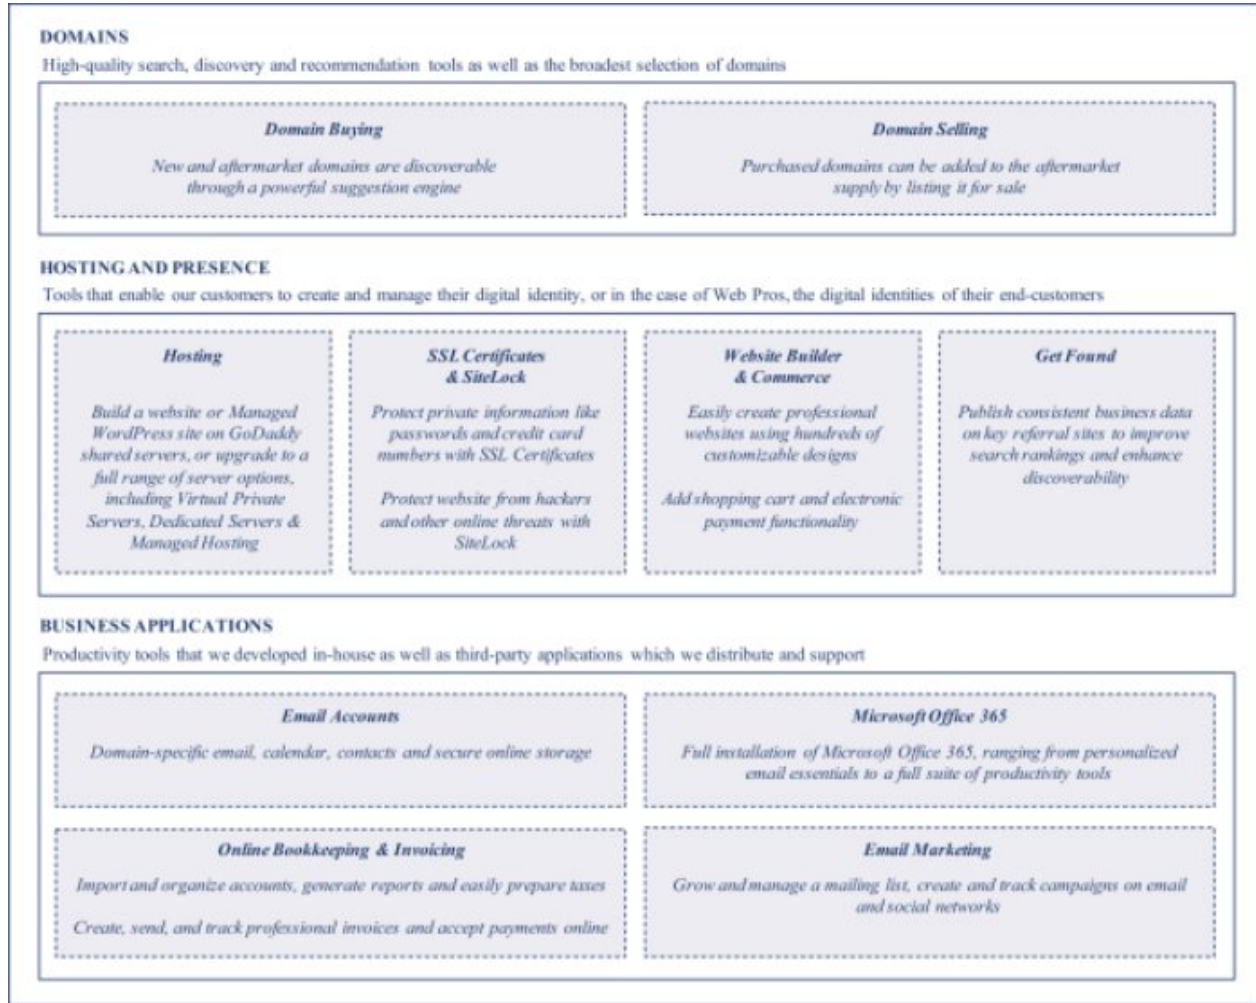 DOMAINS
High-quality search, discovery and recommendation tools as well as the broadest selection of domains
Domain Buying
New and aftermarket domains are discoverable
through a powerful suggestion engine
Domain Selling
Purchased domains can be added to the aftermarket
supply by listing it for sale
HOSTING AND PRESENCE
Tools that enable our customers to create and manage their digital identity, or in the case of Web Pros, the digital identities of their end-customers
Hosting
Build a website or Managed
WordPress site on GoDaddy
shared servers, or upgrade to a
full range of server options,
including Virtual Private
Servers, Dedicated Servers &
Managed Hosting
SSL Certificates
& SiteLock
Protect private information like
passwords and credit card
numbers with SSL Certificates
Protect website from hackers
and other online threats with
SiteLock
Website Builder
& Commerce
Easily create professional
websites using hundreds of
customizable designs
Add shopping cart and electronic
payment functionality
Get Found
Publish consistent business data
on key referral sites to improve
search rankings and enhance
discoverability
BUSINESS APPLICATIONS
Productivity tools that we developed in-house as well as third-party applications which we distribute and support
Email Accounts
Domain-specific email, calendar, contacts and secure online storage
Microsoft Office 365
Full installation of Microsoft Office 365, ranging from personalized
email essentials to a full suite of productivity tools
Online Bookkeeping & Invoicing
Import and organize accounts, generate reports and easily prepare taxes
Create, send, and track professional invoices and accept payments online
Email Marketing
Grow and manage a mailing list, create and track campaigns on email
and social networks